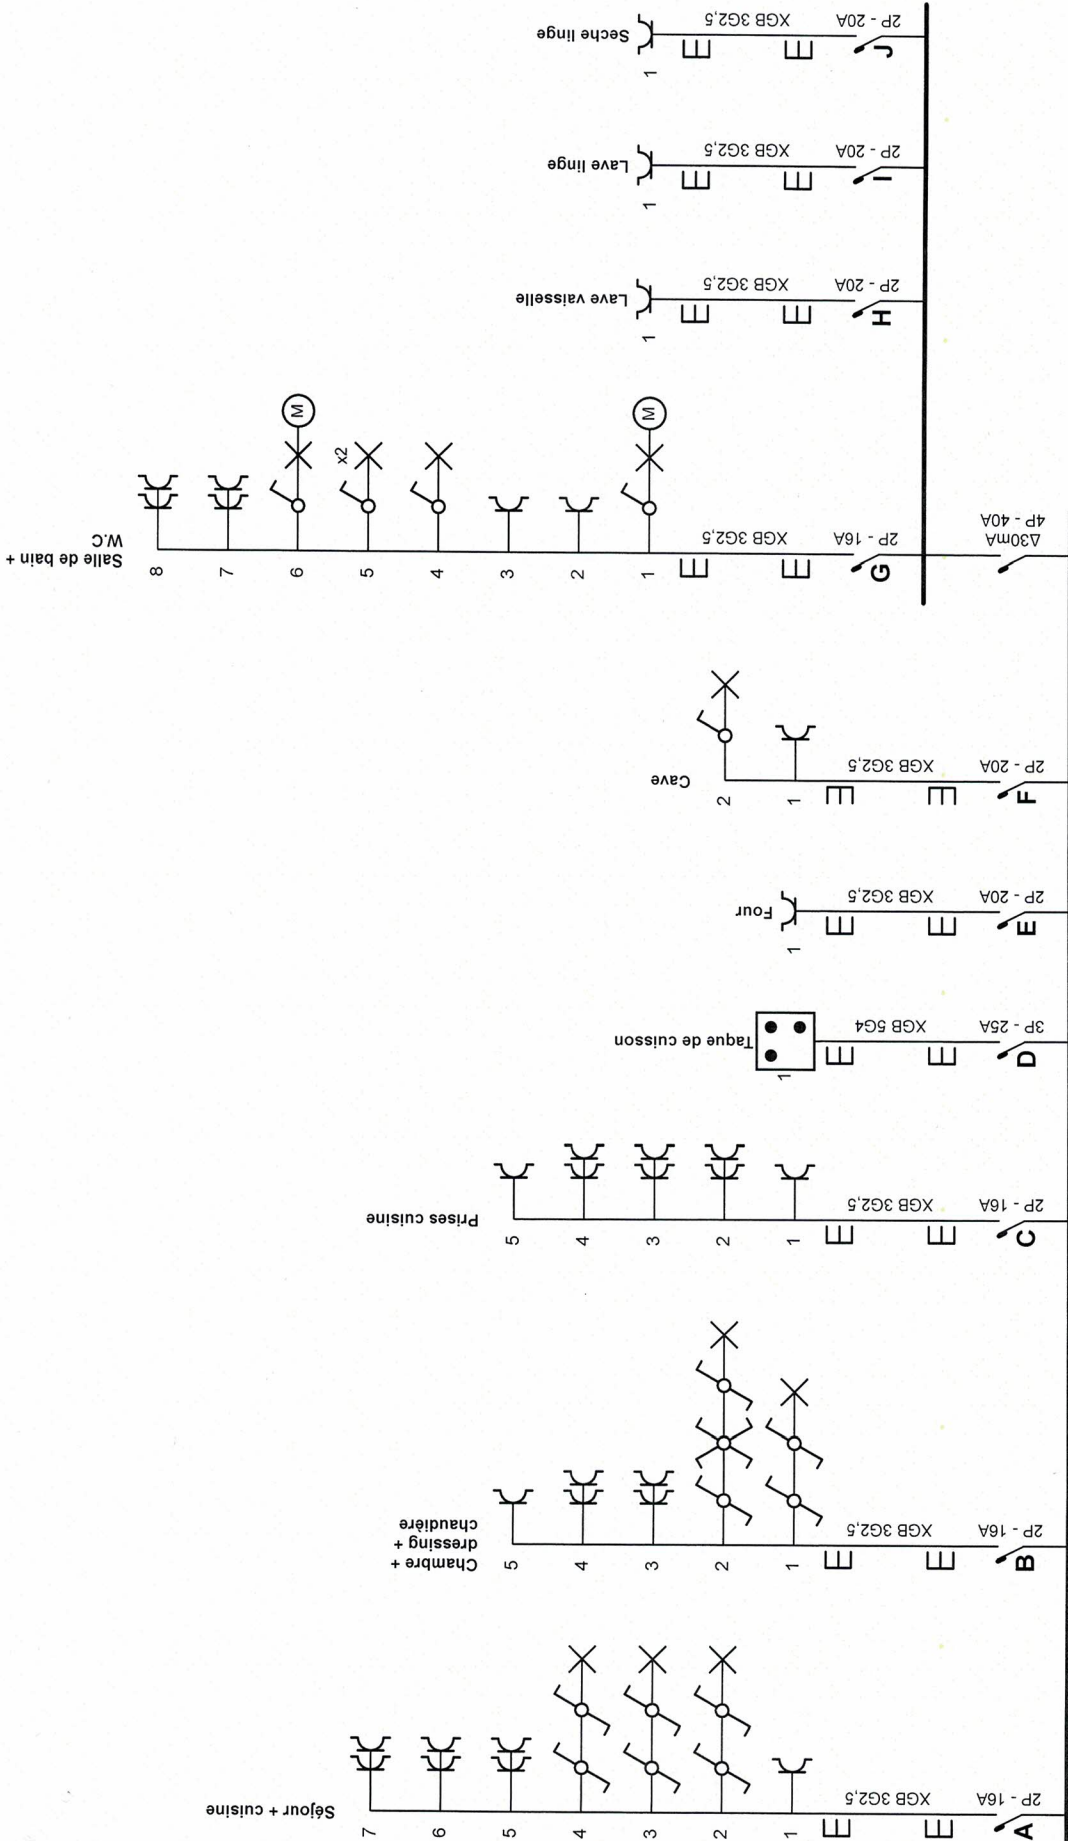 Séjour + cuisine
7
6
5
4
3
2
1
XGB 3G2,5
2P - 16A
A
Chambre +
dressing +
chaudière
5
4
3
2
1
XGB 3G2,5
2P - 16A
B
Prises cuisine
5
4
3
2
1
XGB 3G2,5
2P - 16A
C
Taque de cuisson
1
XGB 5G4
3P - 25A
D
Four
1
XGB 3G2,5
2P - 20A
E
Cave
2
1
XGB 3G2,5
2P - 20A
F
Salle de bain +
W.C
8
7
6
M
5
x2
4
3
2
1
M
XGB 3G2,5
2P - 16A
G
Δ30mA
4P - 40A
Lave vaisselle
1
XGB 3G2,5
2P - 20A
H
Lave linge
1
XGB 3G2,5
2P - 20A
I
Seche linge
1
XGB 3G2,5
2P - 20A
J